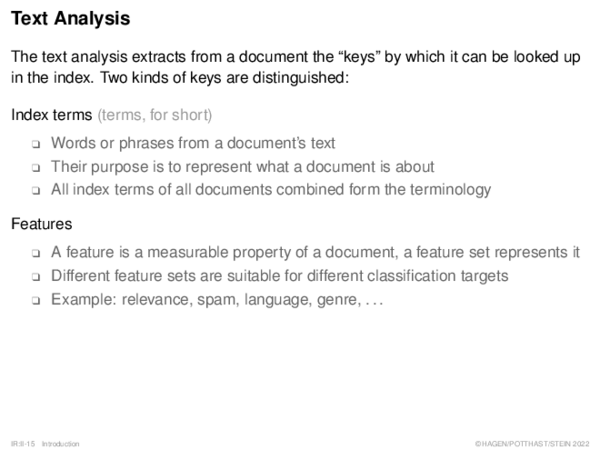 Text Analysis
The text analysis extracts from a document the “keys” by which it can be looked up
in the index. Two kinds of keys are distinguished:
Index terms (terms, for short)
❏ Words or phrases from a document’s text
❏ Their purpose is to represent what a document is about
❏ All index terms of all documents combined form the terminology
Features
❏ A feature is a measurable property of a document, a feature set represents it
❏ Different feature sets are suitable for different classification targets
❏ Example: relevance, spam, language, genre, . . .
IR:II-15 Introduction
©HAGEN/POTTHAST/STEIN 2022